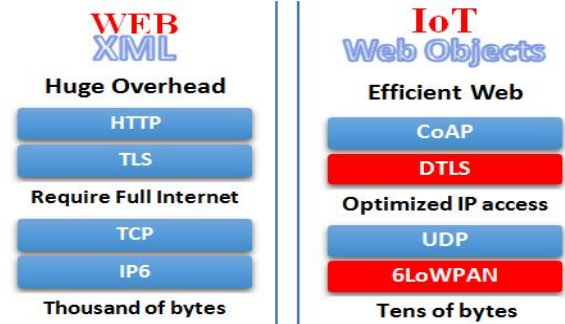 WEB
XML
Huge Overhead
HTTP
TLS
Require Full Internet
TCP
IP6
Thousand of bytes
IoT
Web Objects
Efficient Web
CoAP
DTLS
Optimized IP access
UDP
6LoWPAN
Tens of bytes